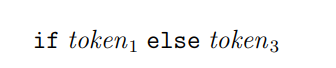 if token₁ else token₃